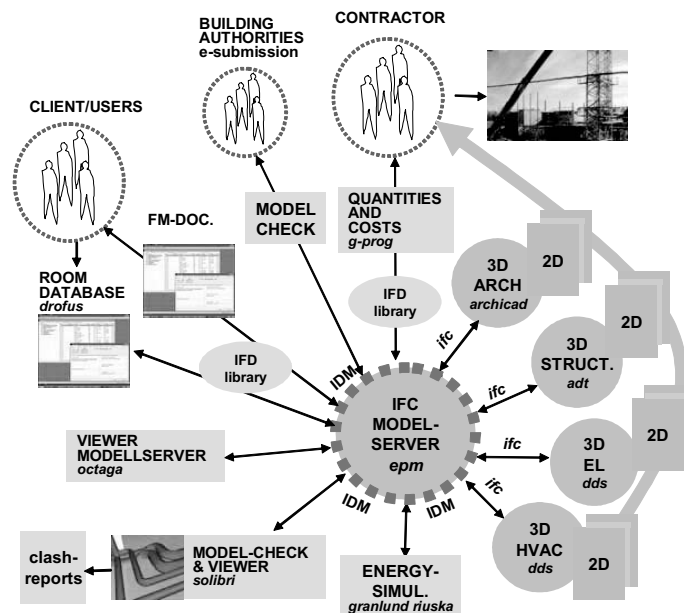 BUILDING
AUTHORITIES
e-submission
CONTRACTOR
CLIENT/USERS
FM-DOC.
MODEL
CHECK
QUANTITIES
AND
COSTS
g-prog
ROOM
DATABASE
drofus
IFD
library
IFD
library
3D
ARCH
archicad
2D
3D
STRUCT.
adt
2D
3D
EL
dds
2D
3D
HVAC
dds
2D
ifc
ifc
ifc
ifc
IDM
IFC
MODEL-
SERVER
epm
IDM
IDM
VIEWER
MODELLSERVER
octaga
clash-
reports
MODEL-CHECK
& VIEWER
solibri
ENERGY-
SIMUL.
granlund riuska